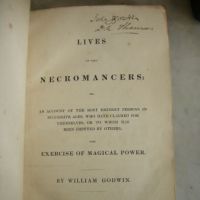 LIVES
OF THE
NECROMANCERS:
OR,
AN ACCOUNT OF THE MOST EMINENT PERSONS IN
SUCCESSIVE AGES, WHO HAVE CLAIMED FOR
THEMSELVES, OR TO WHOM HAS
BEEN IMPUTED BY OTHERS,
THE
EXERCISE OF MAGICAL POWER.
BY WILLIAM GODWIN.